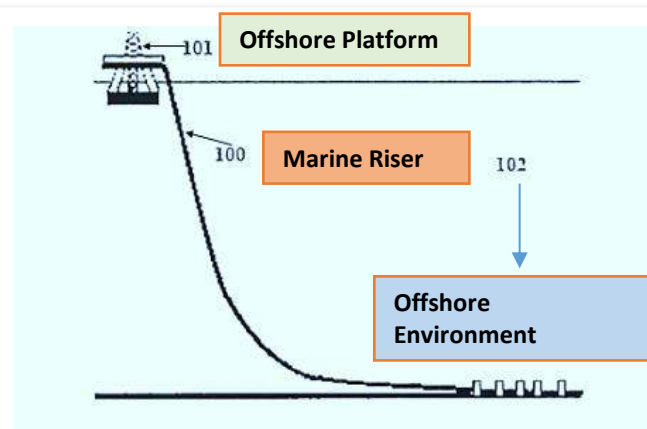 101
Offshore Platform
100
Marine Riser
102
Offshore
Environment